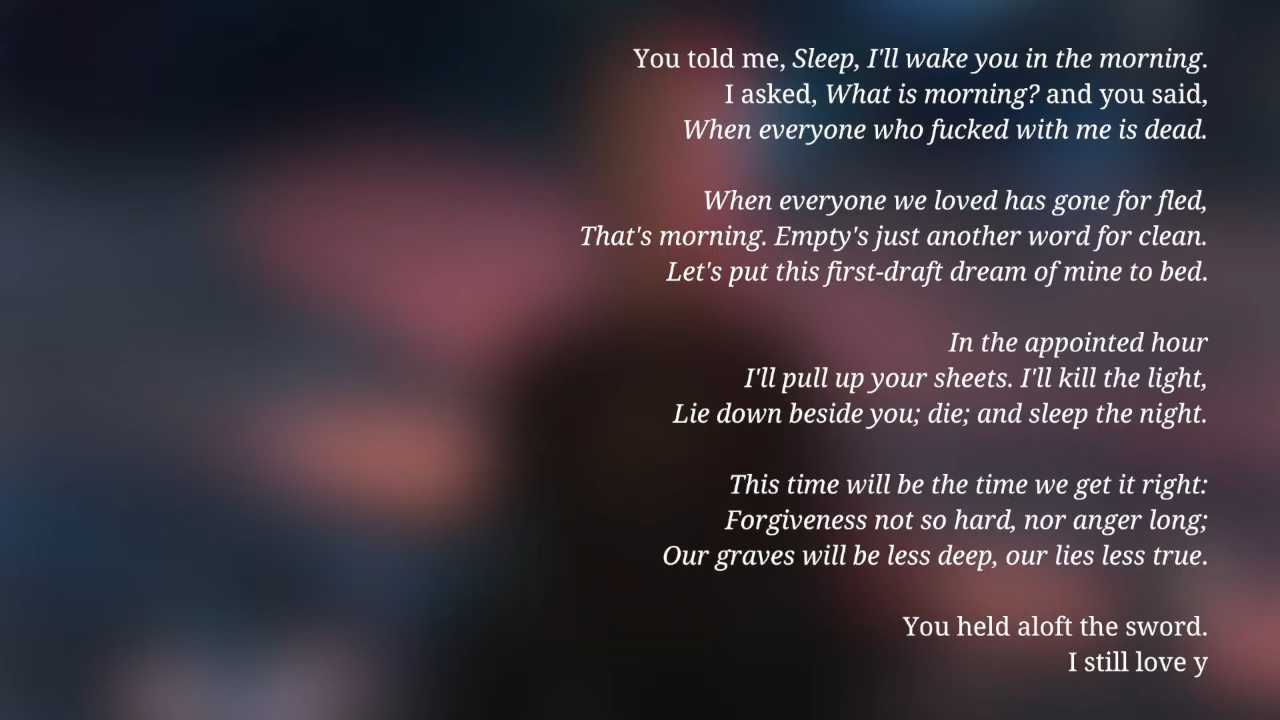 You told me, Sleep, I'll wake you in the morning.
I asked, What is morning? and you said,
When everyone who fucked with me is dead.
When everyone we loved has gone for fled,
That's morning. Empty's just another word for clean.
Let's put this first-draft dream of mine to bed.
In the appointed hour
I'll pull up your sheets. I'll kill the light,
Lie down beside you; die; and sleep the night.
This time will be the time we get it right:
Forgiveness not so hard, nor anger long;
Our graves will be less deep, our lies less true.
You held aloft the sword.
I still love y